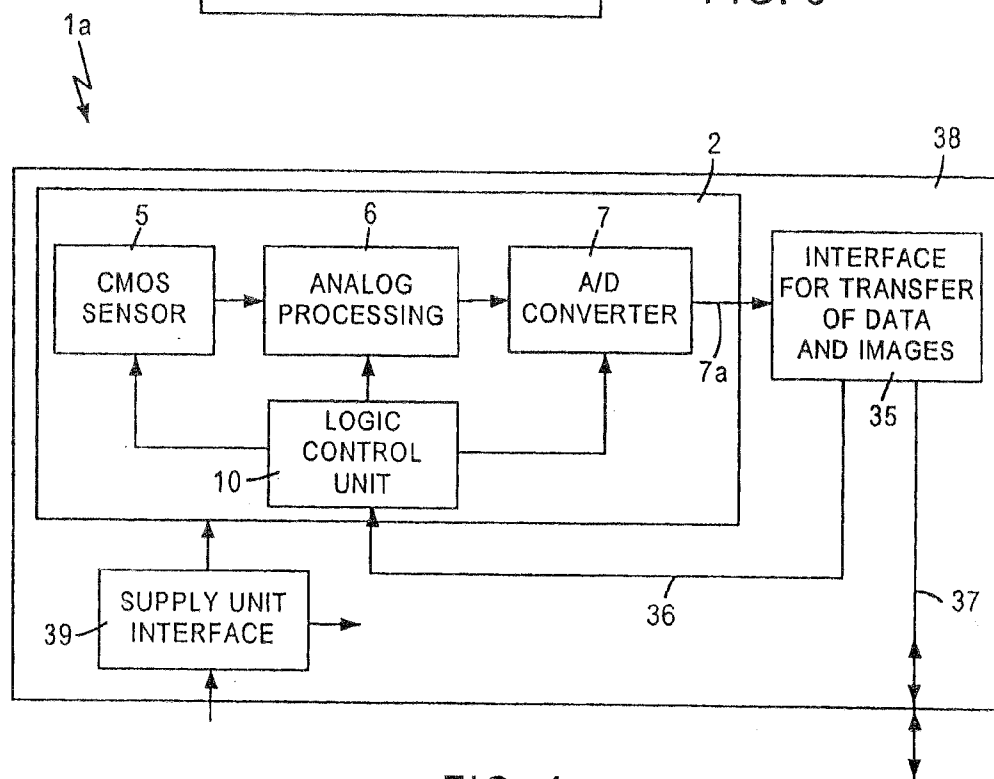 1a
38
2
5
6
7
CMOS
SENSOR
ANALOG
PROCESSING
A/D
CONVERTER
INTERFACE
FOR TRANSFER
OF DATA
AND IMAGES
7a
35
LOGIC
CONTROL
UNIT
10
36
37
SUPPLY UNIT
INTERFACE
39